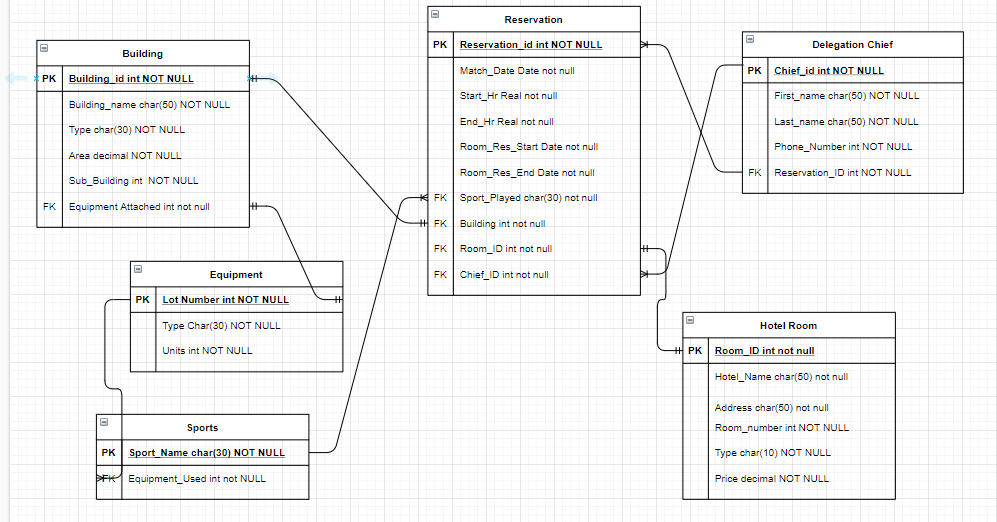 Building
PK Building_id int NOT NULL
Building_name char(50) NOT NULL
Type char(30) NOT NULL
Area decimal NOT NULL
Sub_Building int NOT NULL
FK Equipment Attached int not null
Equipment
PK Lot Number int NOT NULL
Type Char(30) NOT NULL
Units int NOT NULL
Sports
PK Sport_Name char(30) NOT NULL
FK Equipment_Used int not NULL
Reservation
PK Reservation_id int NOT NULL
Match_Date Date not null
Start_Hr Real not null
End_Hr Real not null
Room_Res_Start Date not null
Room_Res_End Date not null
FK Sport_Played char(30) not null
FK Building int not null
FK Room_ID int not null
FK Chief_ID int not null
Delegation Chief
PK Chief_id int NOT NULL
First_name char(50) NOT NULL
Last_name char(50) NOT NULL
Phone_Number int NOT NULL
FK Reservation_ID int NOT NULL
Hotel Room
PK Room_ID int not null
Hotel_Name char(50) not null
Address char(50) not null
Room_number int NOT NULL
Type char(10) NOT NULL
Price decimal NOT NULL